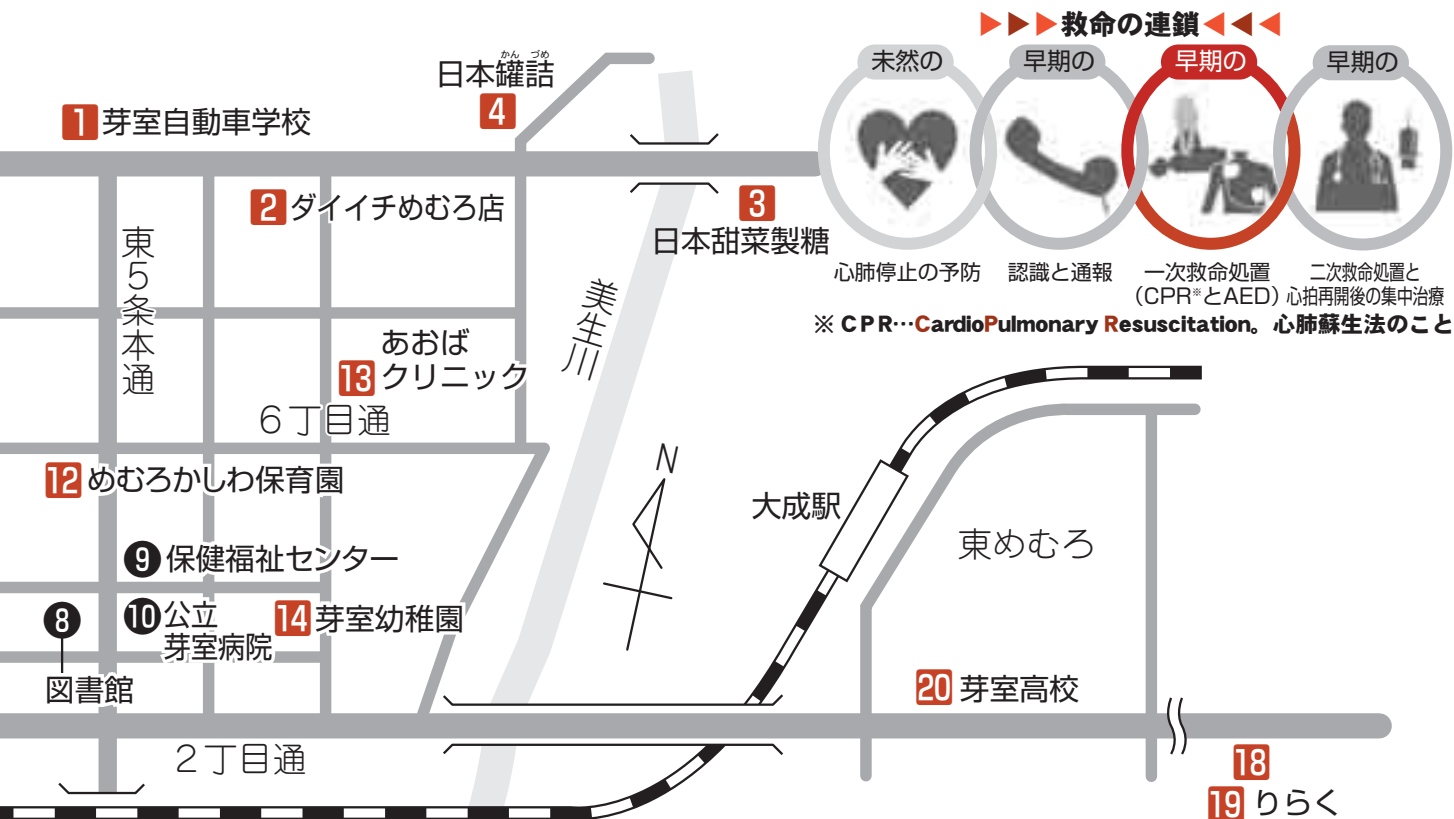 ▶▶▶救命の連鎖◀◀◀
未然の
早期の
早期の
早期の
心肺停止の予防
認識と通報
一次救命処置
(CPR※とAED)
二次救命処置と
心拍再開後の集中治療
※ CPR…CardioPulmonary Resuscitation。心肺蘇生法のこと
かん づめ
日本罐詰
4
1 芽室自動車学校
2 ダイイチめむろ店
3
日本甜菜製糖
東5条本通
美生川
あおば
13 クリニック
6丁目通
12 めむろかしわ保育園
N
大成駅
東めむろ
9 保健福祉センター
8
図書館
10 公立
芽室病院
14 芽室幼稚園
20 芽室高校
2丁目通
18
19 りらく